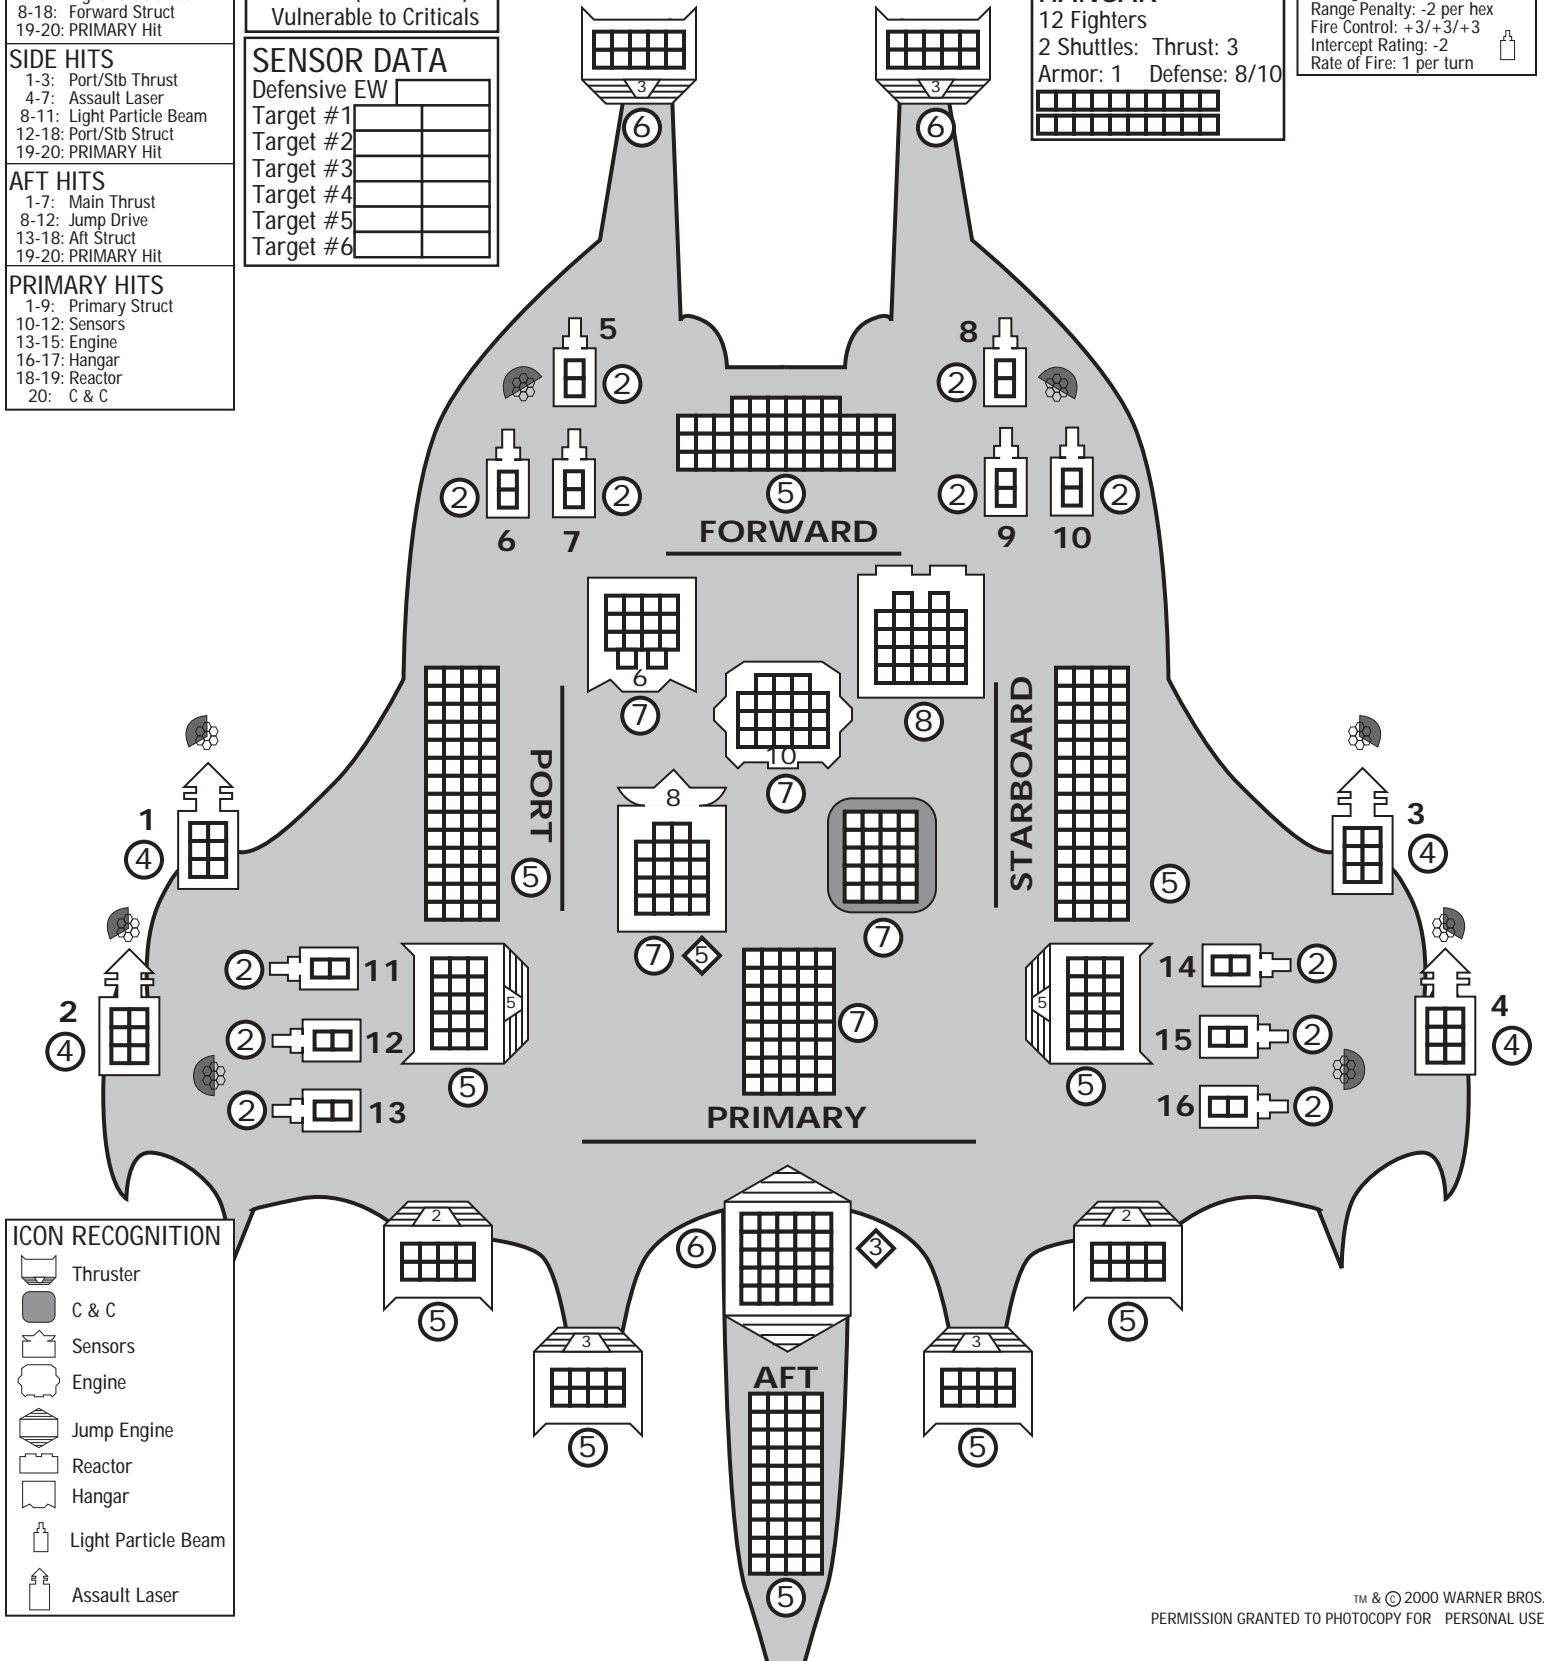 8-18: Forward Struct
19-20: PRIMARY Hit
SIDE HITS
1-3: Port/Stb Thrust
4-7: Assault Laser
8-11: Light Particle Beam
12-18: Port/Stb Struct
19-20: PRIMARY Hit
AFT HITS
1-7: Main Thrust
8-12: Jump Drive
13-18: Aft Struct
19-20: PRIMARY Hit
PRIMARY HITS
1-9: Primary Struct
10-12: Sensors
13-15: Engine
16-17: Hangar
18-19: Reactor
20: C & C
Vulnerable to Criticals
SENSOR DATA
Defensive EW
Target #1
Target #2
Target #3
Target #4
Target #5
Target #6
HANGAR
12 Fighters
2 Shuttles: Thrust: 3
Armor: 1 Defense: 8/10
Range Penalty: -2 per hex
Fire Control: +3/+3/+3
Intercept Rating: -2
Rate of Fire: 1 per turn
3 3
6 6
5 8
2 2
2 2 5 2 2
6 7 FORWARD 9 10
6
7 8
10
7
PORT
STARBOARD
8
1 3
4 4
5 5
7 5 7
2 11 14 2
5 5
2 4
4 4
2 12 7 15 2
5 5
2 13 16 2
PRIMARY
2 2
6 3
5 5
3 3
AFT
5 5
5
ICON RECOGNITION
Thruster
C & C
Sensors
Engine
Jump Engine
Reactor
Hangar
Light Particle Beam
Assault Laser
TM & © 2000 WARNER BROS.
PERMISSION GRANTED TO PHOTOCOPY FOR PERSONAL USE